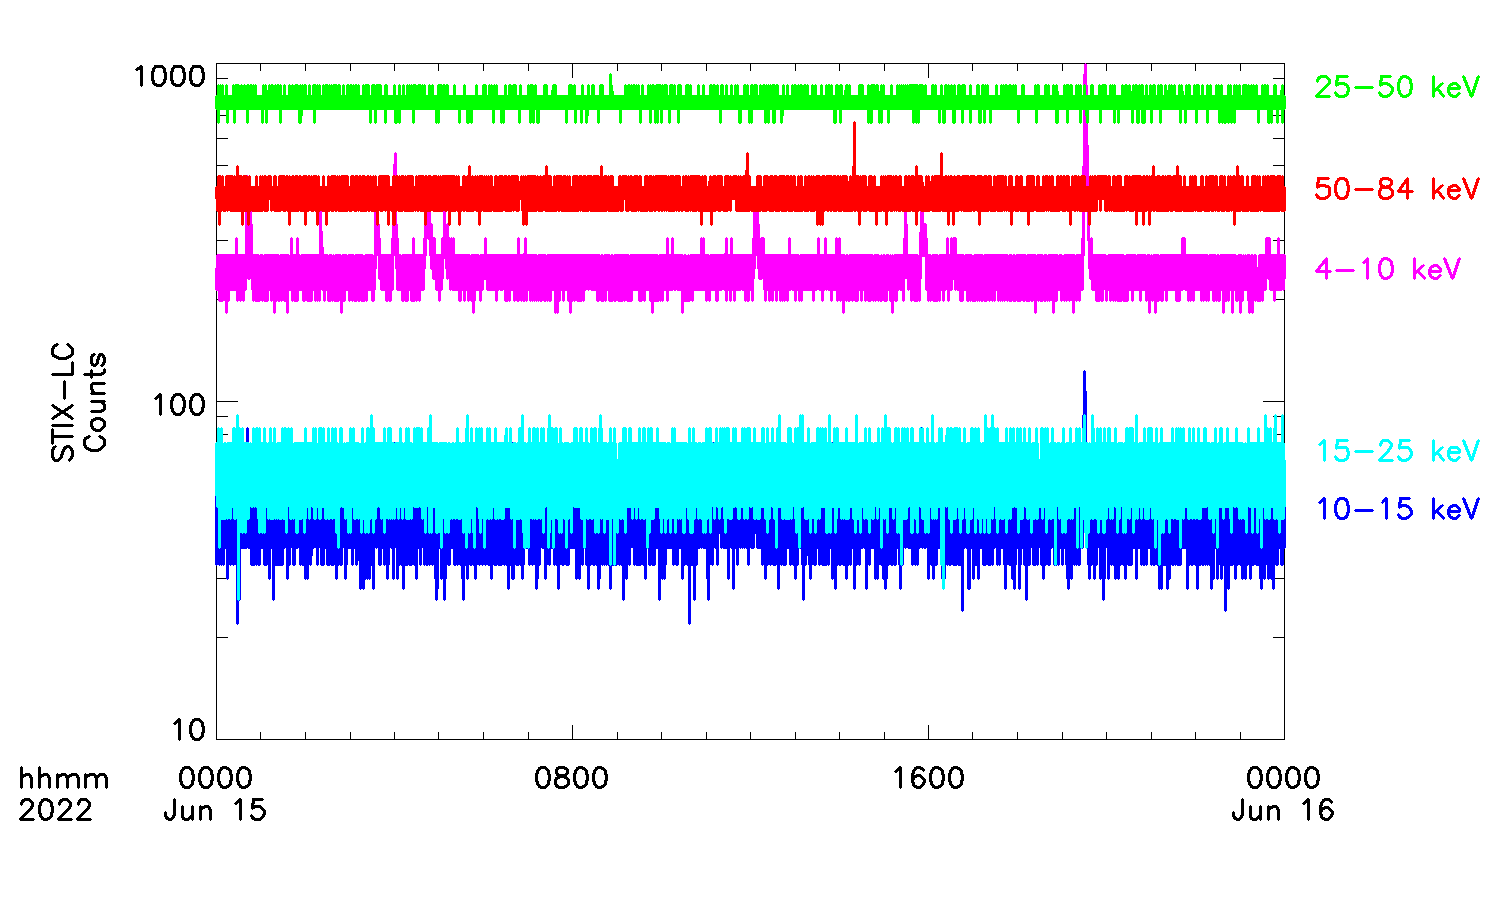 1000
25-50 keV
50-84 keV
4-10 keV
STIX-LC
Counts
100
15-25 keV
10-15 keV
10
hhmm 0000 0800 1600 0000
2022 Jun 15 Jun 16